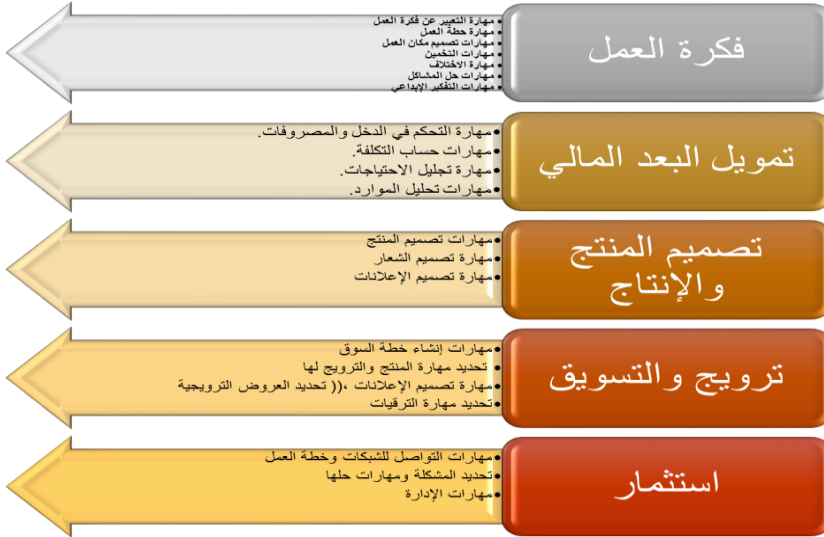 فكرة العمل
•مهارة التعبير عن فكرة العمل
•مهارة خطة العمل
•مهارات تصميم مكان العمل
•مهارات التخمين
•مهارة الاختلاف
•مهارات حل المشاكل
•مهارات التفكير الإبداعي
تمويل البعد المالي
•مهارة التحكم في الدخل والمصروفات.
•مهارات حساب التكلفة.
•مهارة تجليل الاحتياجات.
•مهارات تحليل الموارد.
تصميم المنتج
والإنتاج
•مهارات تصميم المنتج
•مهارة تصميم الشعار
•مهارة تصميم الإعلانات
ترويج والتسويق
•مهارات إنشاء خطة السوق
•تحديد مهارة المنتج والترويج لها
•مهارة تصميم الإعلانات ،(( تحديد العروض الترويجية
•تحديد مهارة الترقيات
استثمار
•مهارات التواصل للشبكات وخطة العمل
•تحديد المشكلة ومهارات حلها
•مهارات الإدارة